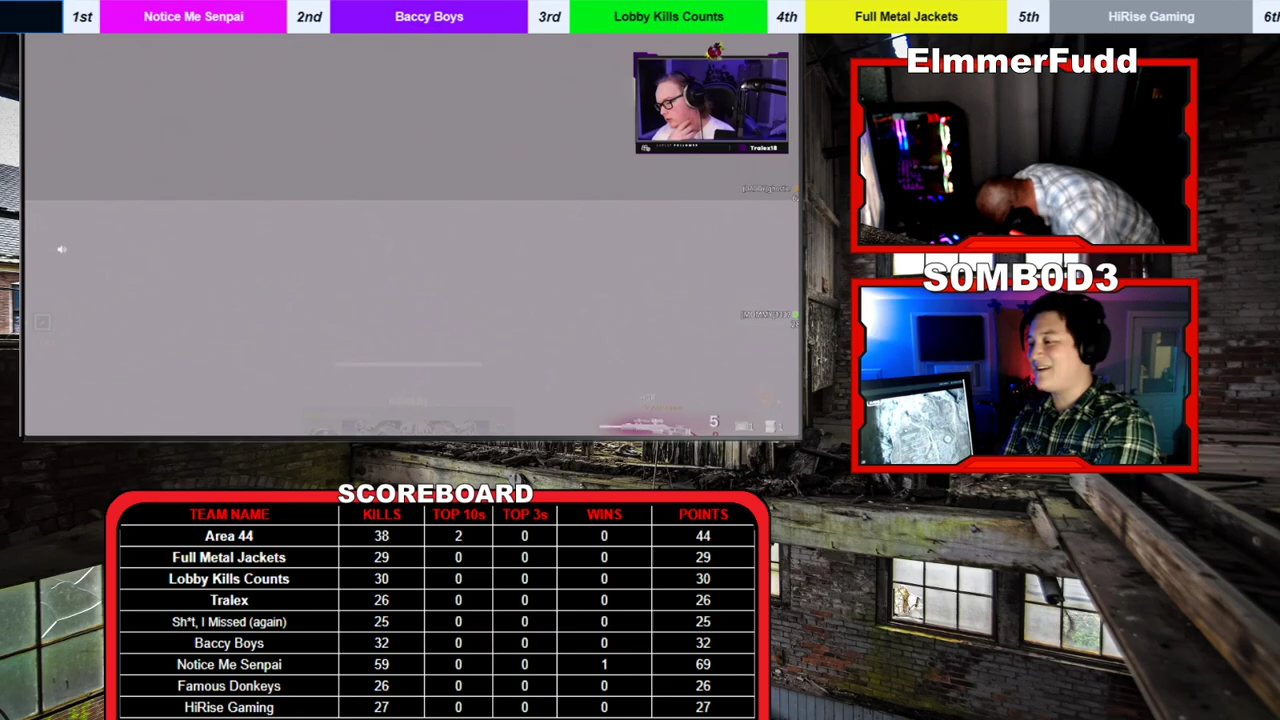 1st Notice Me Senpai 2nd Baccy Boys 3rd Lobby Kills Counts 4th Full Metal Jackets 5th HiRise Gaming 6th
ElmmerFudd
Tralex18
S0MB0D3
5
SCOREBOARD
TEAM NAME KILLS TOP 10s TOP 3s WINS POINTS
Area 44 38 2 0 0 44
Full Metal Jackets 29 0 0 0 29
Lobby Kills Counts 30 0 0 0 30
Tralex 26 0 0 0 26
Sh*t, I Missed (again) 25 0 0 0 25
Baccy Boys 32 0 0 0 32
Notice Me Senpai 59 0 0 1 69
Famous Donkeys 26 0 0 0 26
HiRise Gaming 27 0 0 0 27